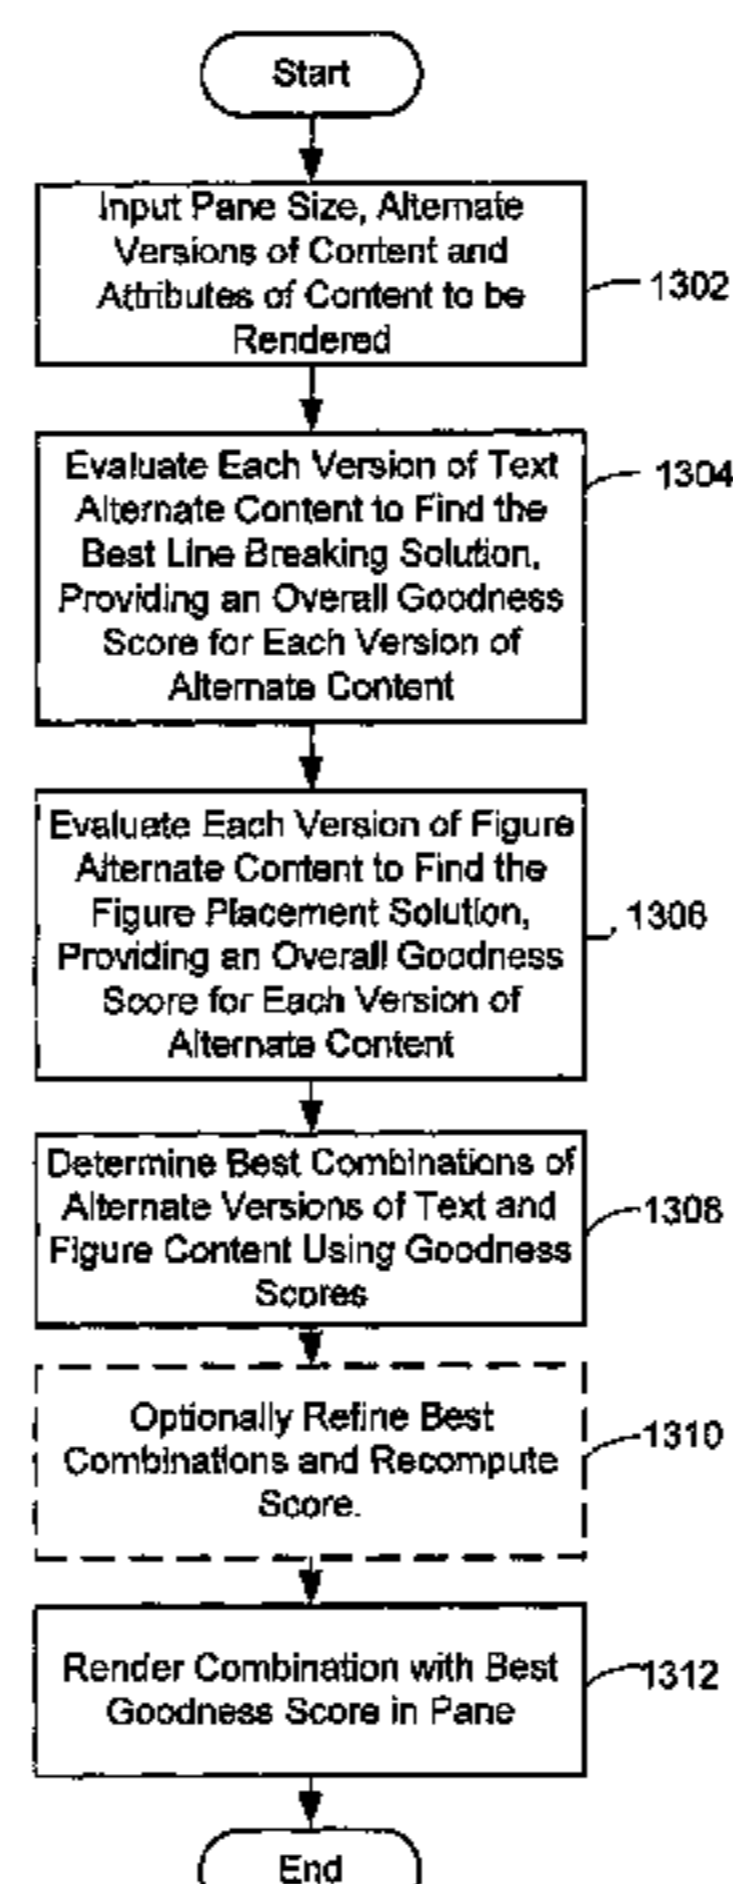 Start
Input Pane Size, Alternate
Versions of Content and
Attributes of Content to be
Rendered
1302
Evaluate Each Version of Text
Alternate Content to Find the
Best Line Breaking Solution,
Providing an Overall Goodness
Score for Each Version of
Alternate Content
1304
Evaluate Each Version of Figure
Alternate Content to Find the
Figure Placement Solution,
Providing an Overall Goodness
Score for Each Version of
Alternate Content
1306
Determine Best Combinations of
Alternate Versions of Text and
Figure Content Using Goodness
Scores
1308
Optionally Refine Best
Combinations and Recompute
Score.
1310
Render Combination with Best
Goodness Score in Pane
1312
End